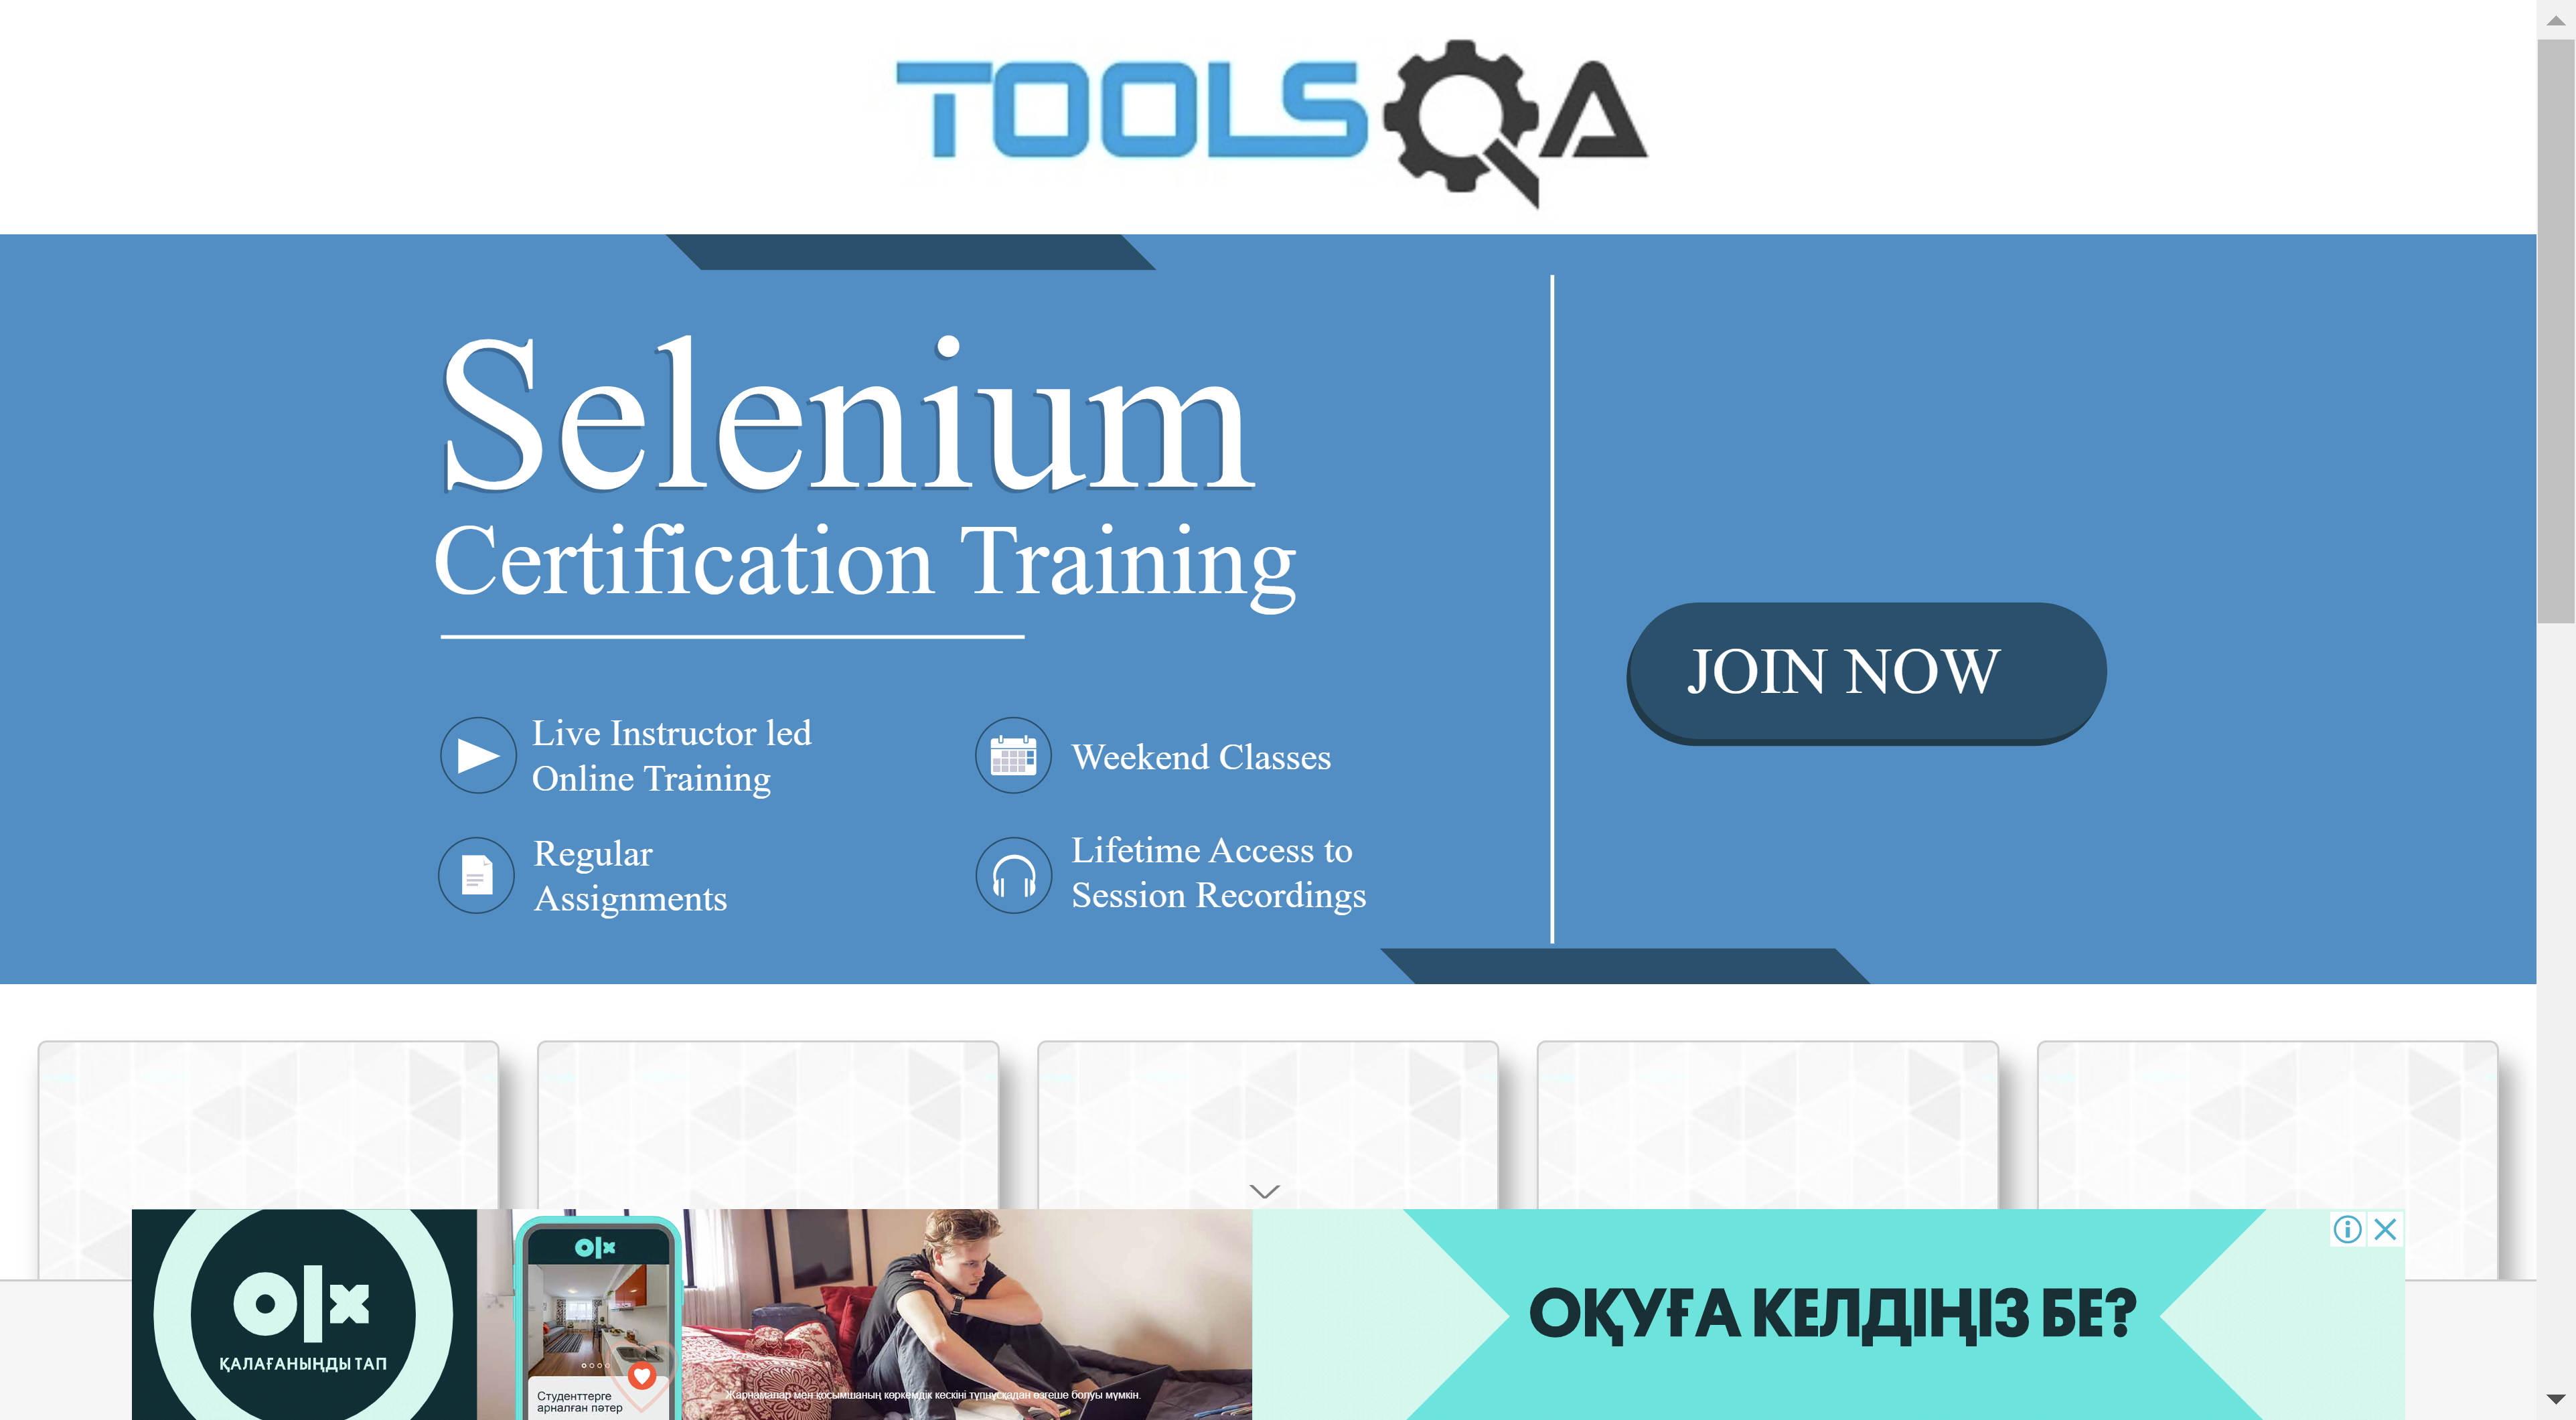 TOOLSQA
Selenium
Certification Training
JOIN NOW
Live Instructor led
Online Training
Weekend Classes
Regular
Assignments
Lifetime Access to
Session Recordings
olx
ҚАЛАҒАНЫҢДЫ ТАП
olx
Студенттерге
арналған пәтер
Жарнамалар мен қосымшаның көркемдік кескіні түпнұсқадан өзгеше болуы мүмкін.
ОҚУҒА КЕЛДІҢІЗ БЕ?